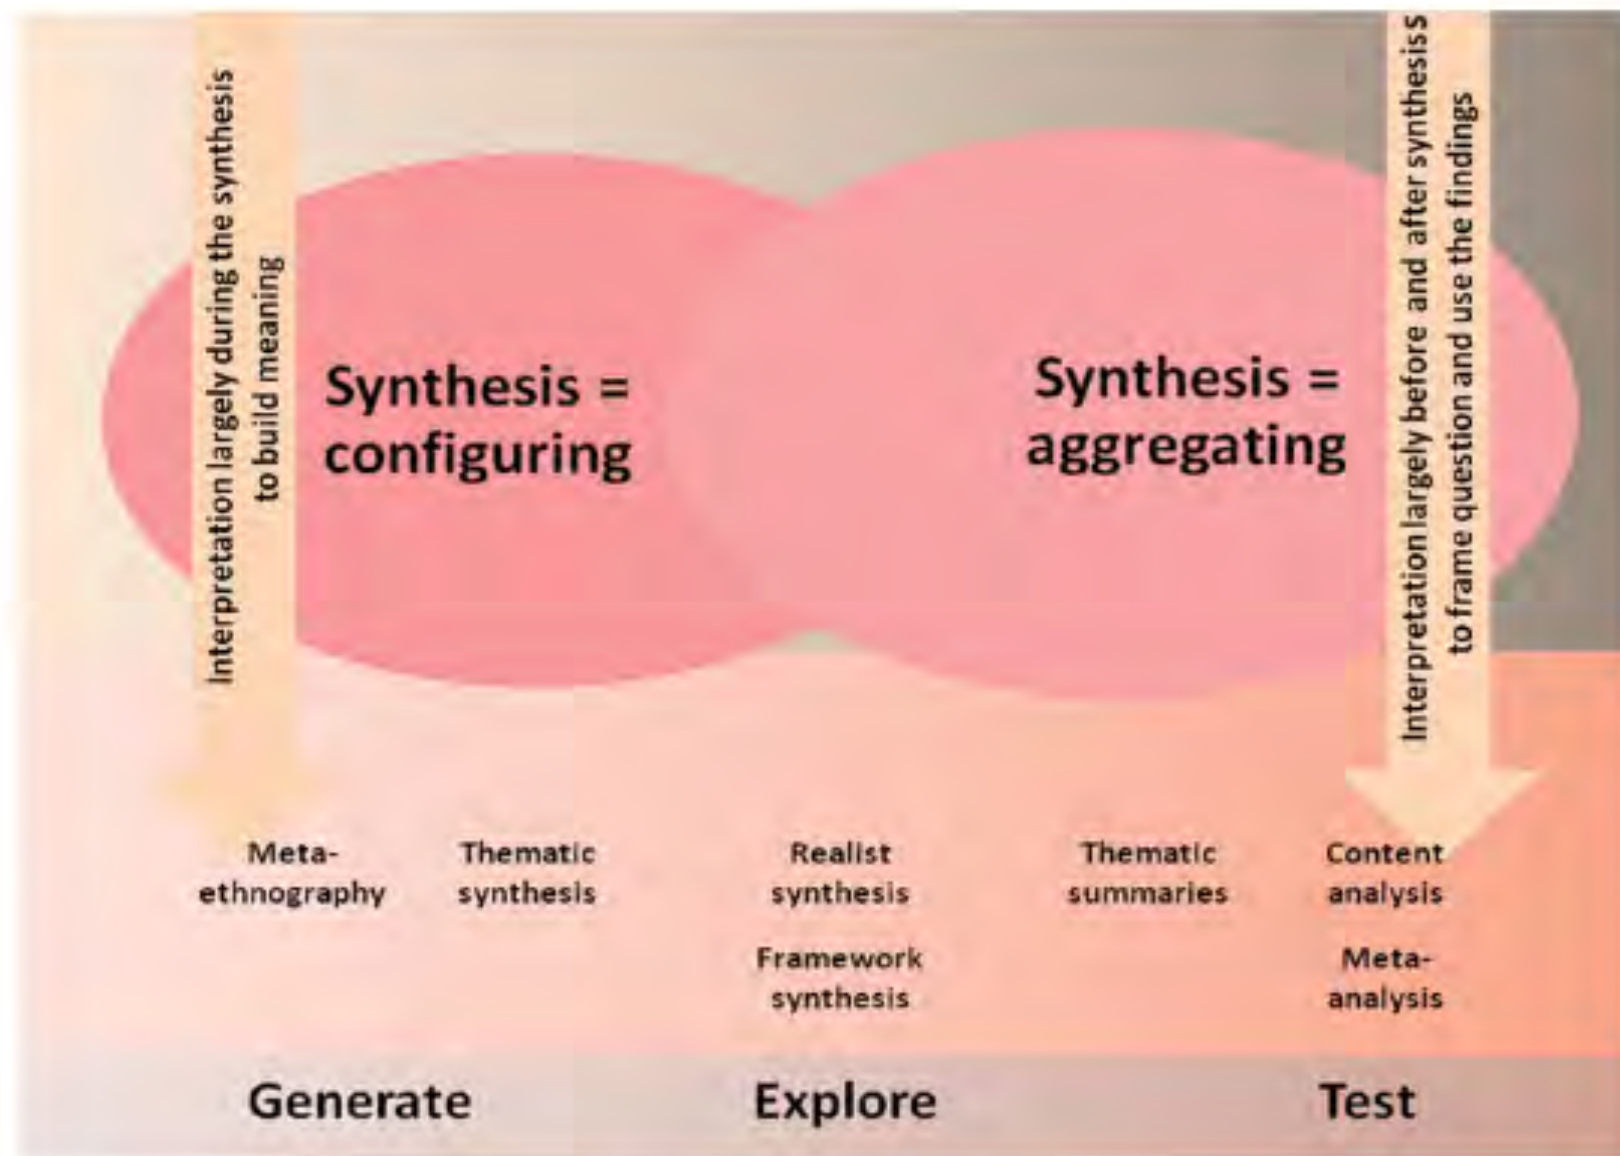 Interpretation largely during the synthesis
to build meaning
Synthesis =
configuring
Synthesis =
aggregating
Interpretation largely before and after synthesiss
to frame question and use the findings
Meta-
ethnography
Thematic
synthesis
Realist
synthesis
Framework
synthesis
Thematic
summaries
Content
analysis
Meta-
analysis
Generate
Explore
Test